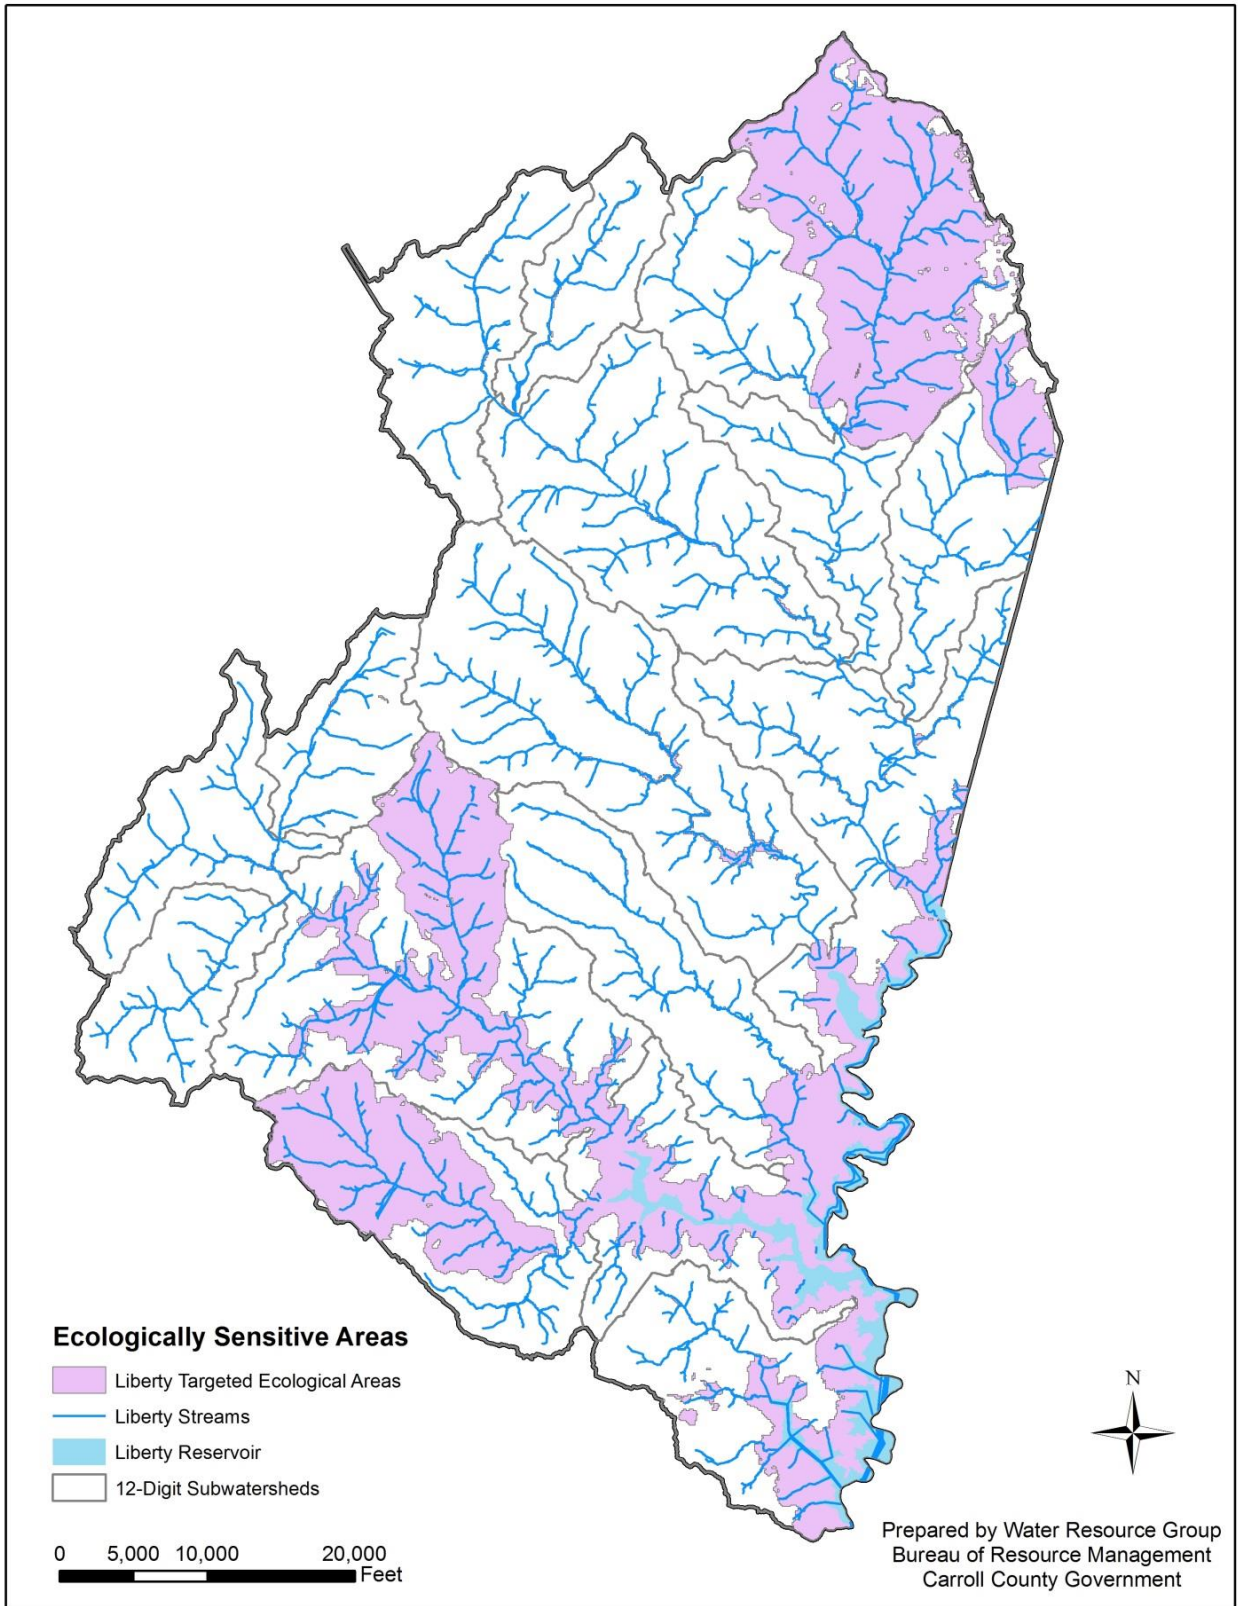 Ecologically Sensitive Areas
Liberty Targeted Ecological Areas
Liberty Streams
Liberty Reservoir
12-Digit Subwatersheds
0 5,000 10,000 20,000
Feet
N
Prepared by Water Resource Group
Bureau of Resource Management
Carroll County Government